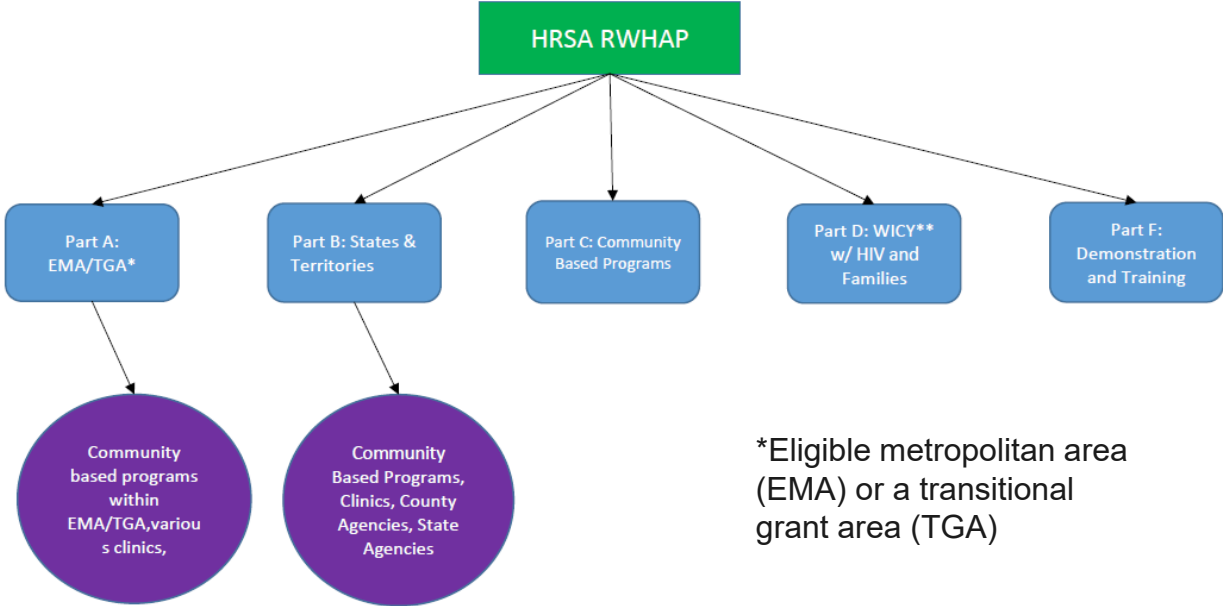 HRSA RWHAP
Part A:
EMA/TGA*
Part B: States &
Territories
Part C: Community
Based Programs
Part D: WICY**
w/ HIV and
Families
Part F:
Demonstration
and Training
Community
based programs
within
EMA/TGA,variou
s clinics,
Community
Based Programs,
Clinics, County
Agencies, State
Agencies
*Eligible metropolitan area
(EMA) or a transitional
grant area (TGA)